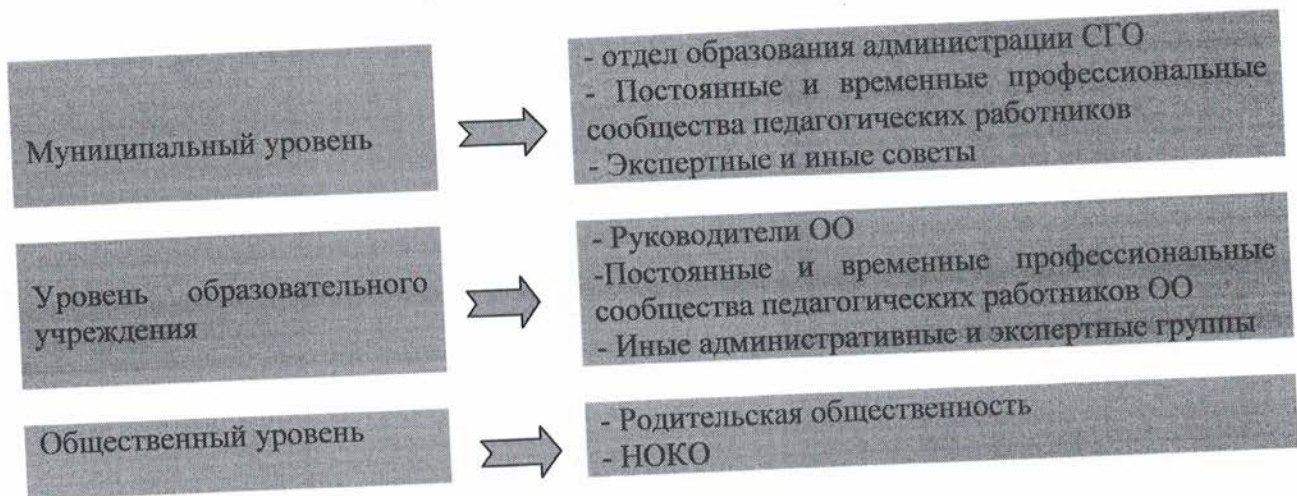 Муниципальный уровень
- отдел образования администрации СГО
- Постоянные и временные профессиональные
сообщества педагогических работников
- Экспертные и иные советы
Уровень образовательного
учреждения
- Руководители ОО
-Постоянные и временные профессиональные
сообщества педагогических работников ОО
- Иные административные и экспертные группы
Общественный уровень
- Родительская общественность
- НОКО